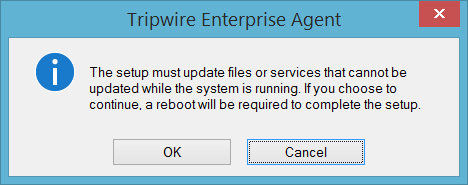 Tripwire Enterprise Agent
The setup must update files or services that cannot be
updated while the system is running. If you choose to
continue, a reboot will be required to complete the setup.
OK
Cancel